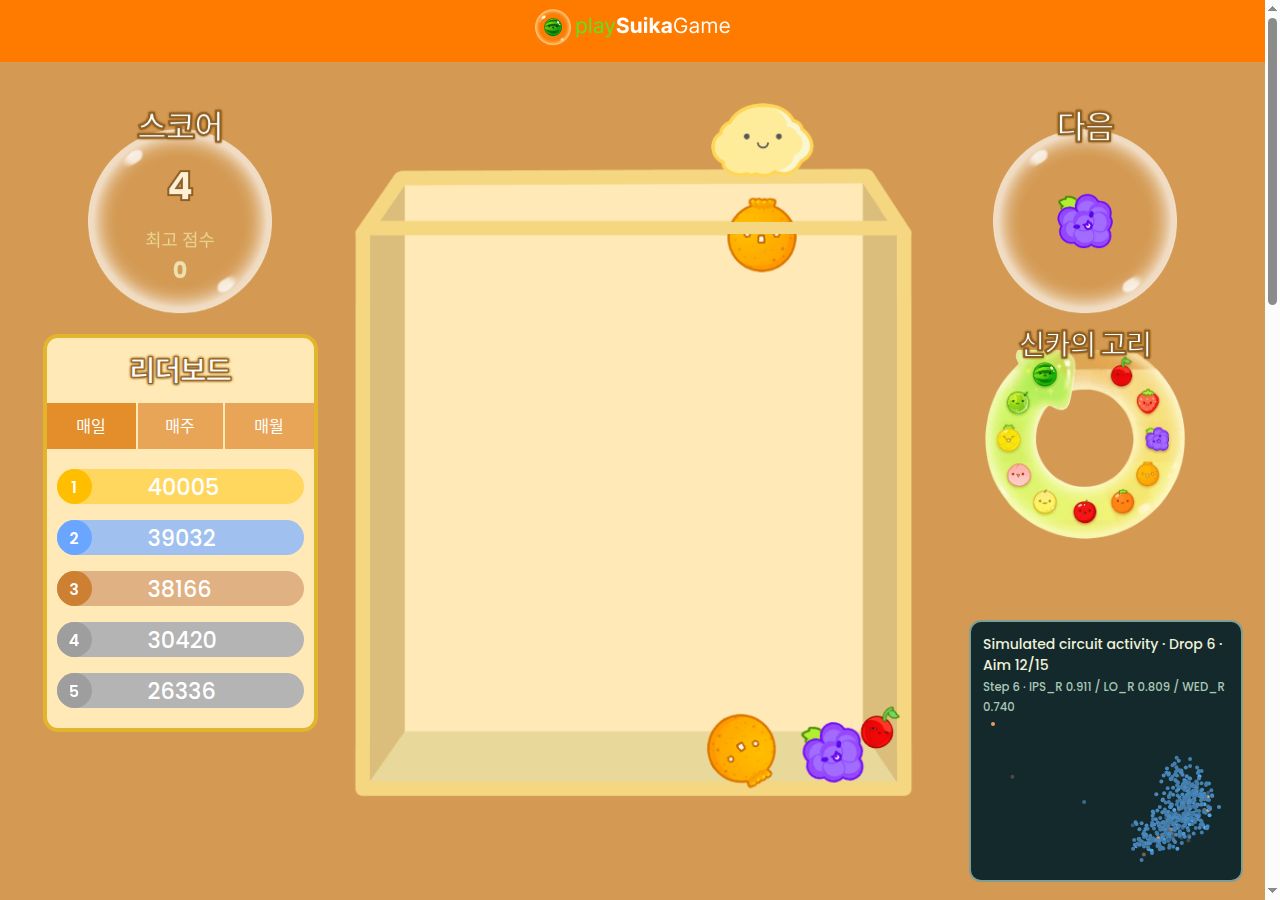 playSuikaGame
스코어
4
최고 점수
0
리더보드
매일 매주 매월
1 40005
2 39032
3 38166
4 30420
5 26336
다음
신카의 고리
Simulated circuit activity · Drop 6 ·
Aim 12/15
Step 6 · IPS_R 0.911 / LO_R 0.809 / WED_R
0.740